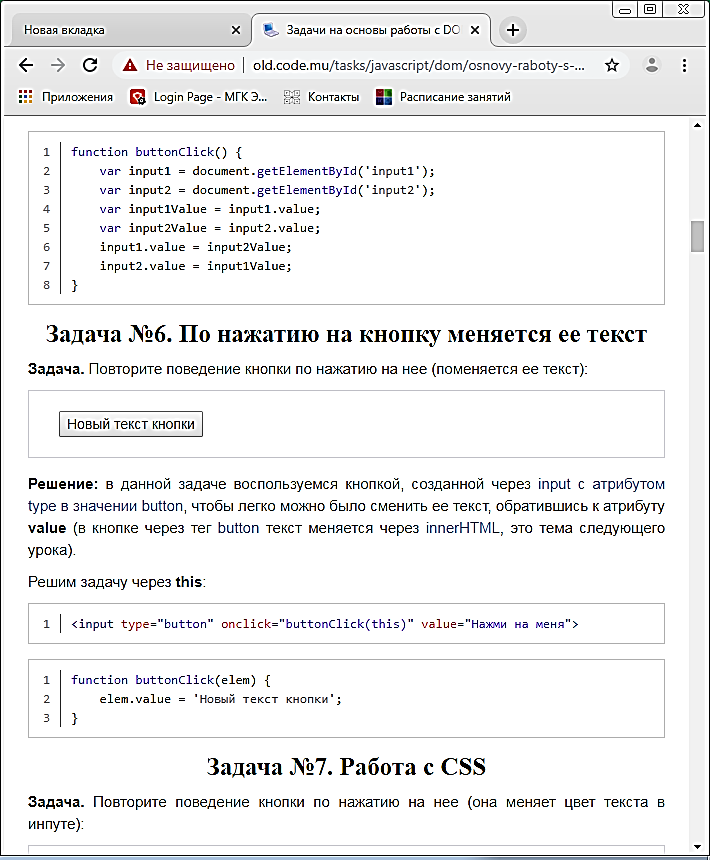 Новая вкладка
Задачи на основы работы с DO
Не защищено
old.code.mu/tasks/javascript/dom/osnovy-raboty-s-...
Приложения
Login Page - МГК Э...
Контакты
Расписание занятий
1 function buttonClick() {
2 var input1 = document.getElementById('input1');
3 var input2 = document.getElementById('input2');
4 var input1Value = input1.value;
5 var input2Value = input2.value;
6 input1.value = input2Value;
7 input2.value = input1Value;
8 }
Задача №6. По нажатию на кнопку меняется ее текст
Задача. Повторите поведение кнопки по нажатию на нее (поменяется ее текст):
Новый текст кнопки
Решение: в данной задаче воспользуемся кнопкой, созданной через input с атрибутом
type в значении button, чтобы легко можно было сменить ее текст, обратившись к атрибуту
value (в кнопке через тег button текст меняется через innerHTML, это тема следующего
урока).
Решим задачу через this:
1 <input type="button" onclick="buttonClick(this)" value="Нажми на меня">
1 function buttonClick(elem) {
2 elem.value = 'Новый текст кнопки';
3 }
Задача №7. Работа с CSS
Задача. Повторите поведение кнопки по нажатию на нее (она меняет цвет текста в
инпуте):